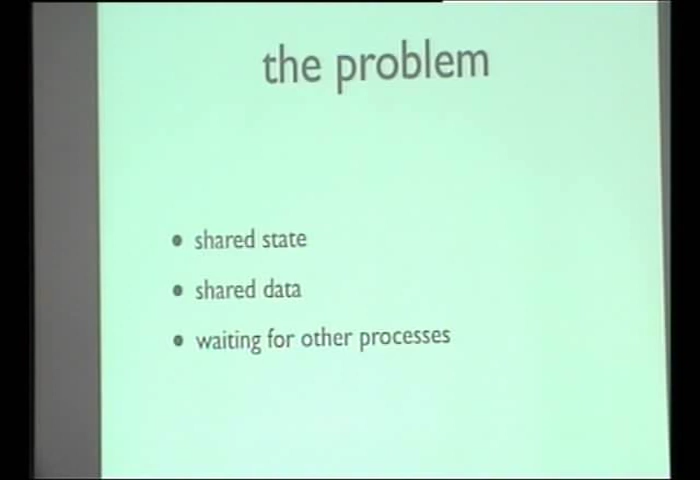 the problem
• shared state
• shared data
• waiting for other processes